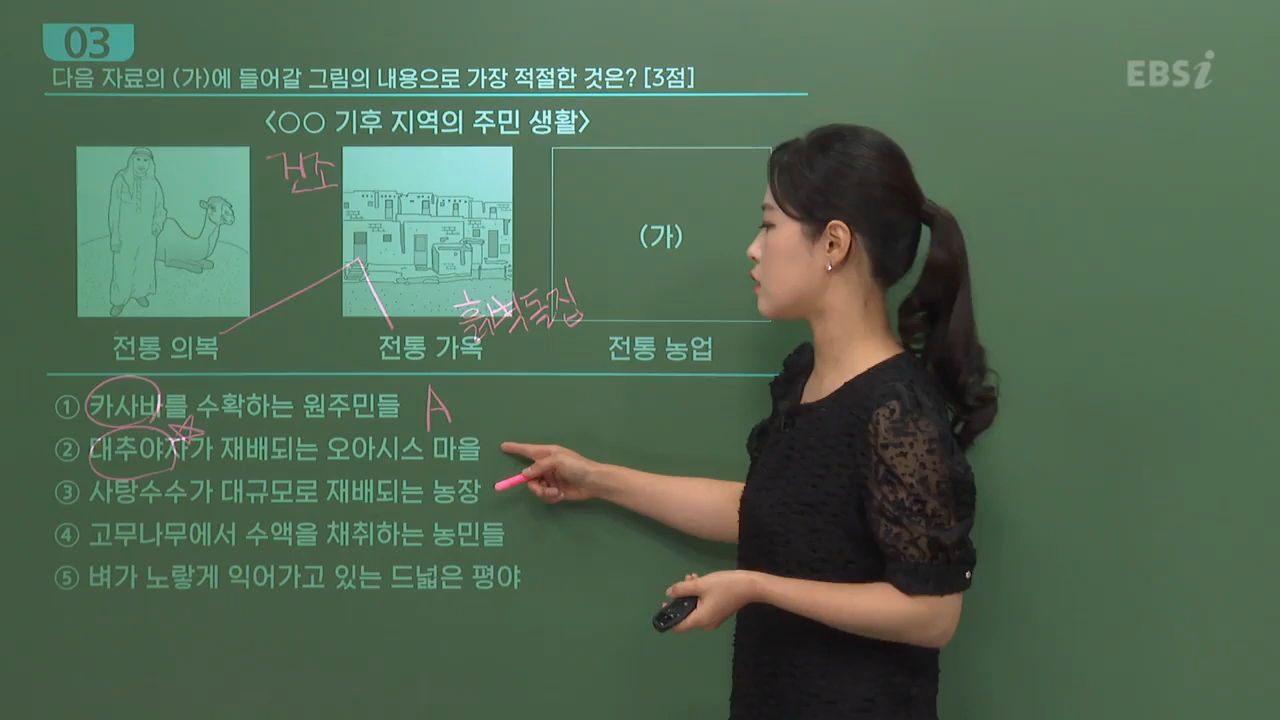 03
EBSi
다음 자료의 (가)에 들어갈 그림의 내용으로 가장 적절한 것은? [3점]
<○○ 기후 지역의 주민 생활>
건조
(가)
흙벽돌집
전통 의복
전통 가옥
전통 농업
① 카사바를 수확하는 원주민들 A
② 대추야자가 재배되는 오아시스 마을
③ 사탕수수가 대규모로 재배되는 농장
④ 고무나무에서 수액을 채취하는 농민들
⑤ 벼가 노랗게 익어가고 있는 드넓은 평야